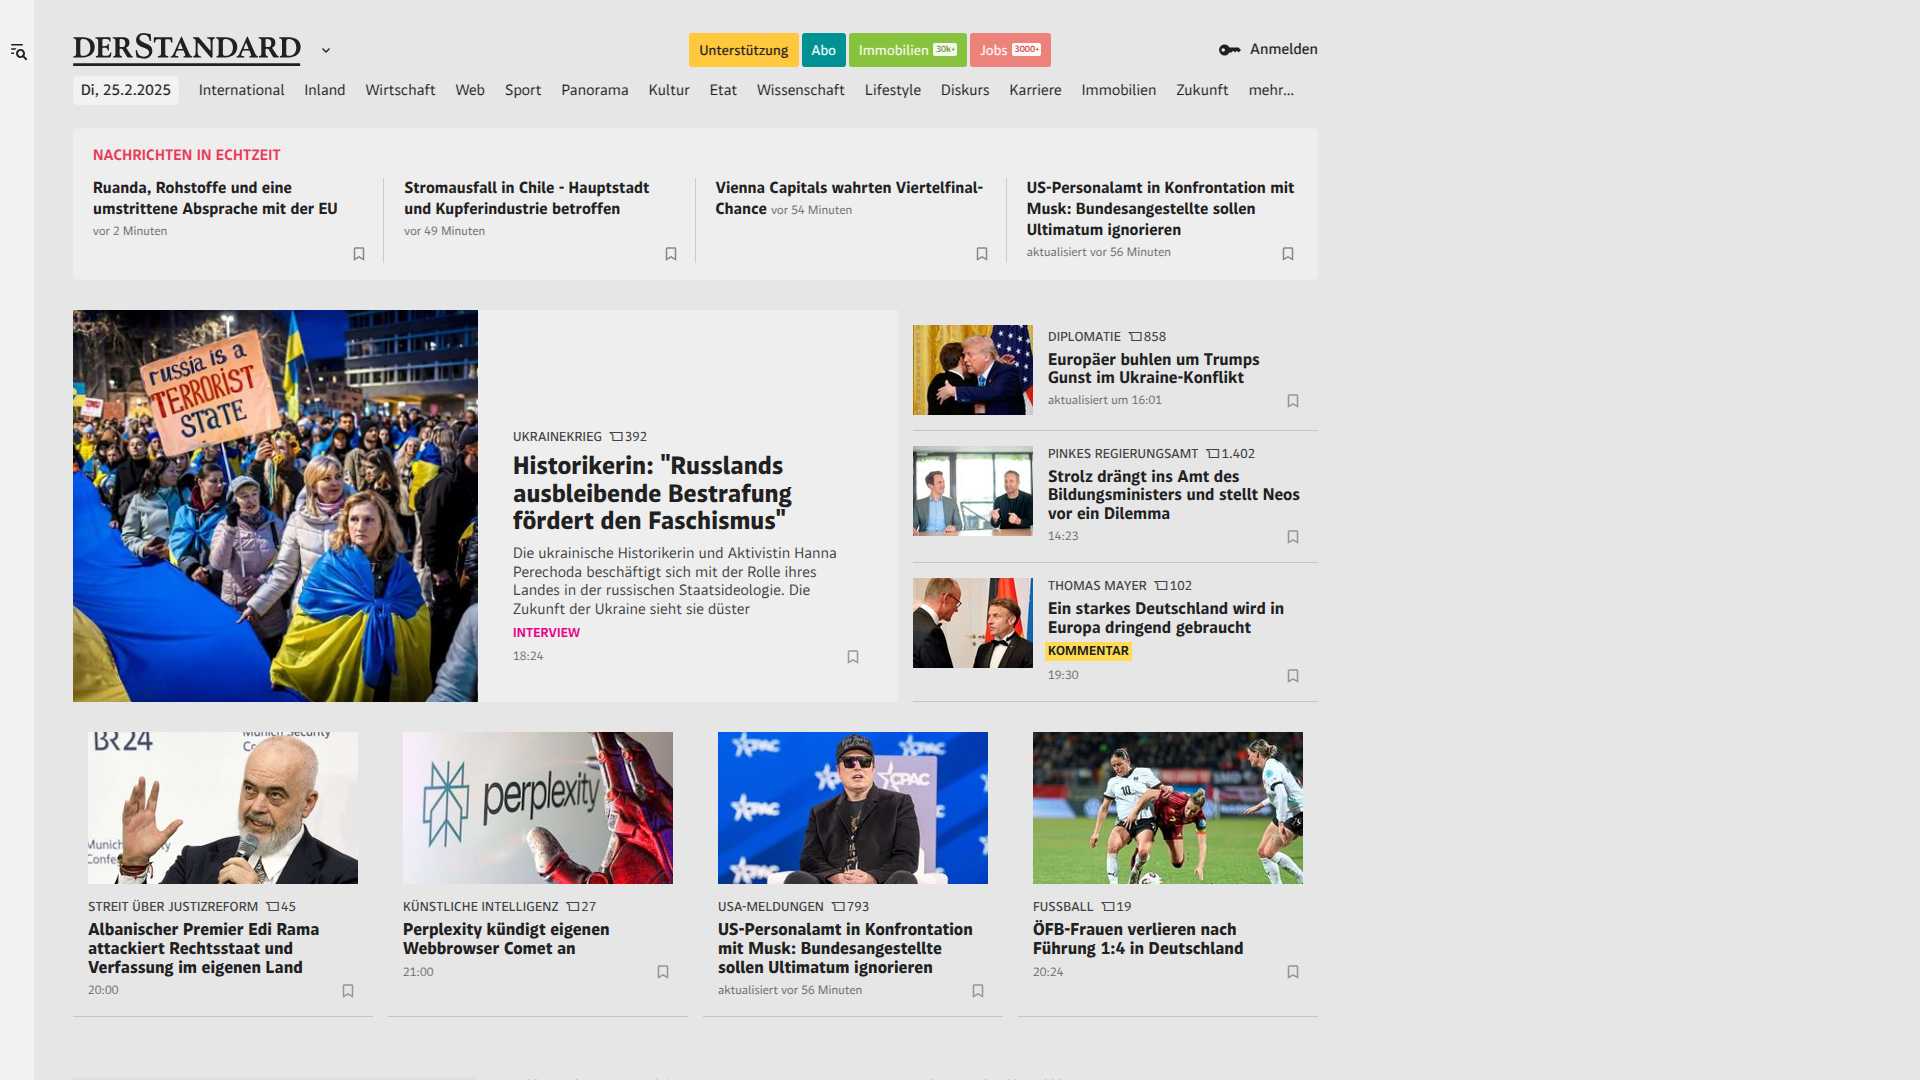 DERSTANDARD
Unterstützung
Abo
Immobilien 30k+
Jobs 3000+
Anmelden
Di, 25.2.2025
International
Inland
Wirtschaft
Web
Sport
Panorama
Kultur
Etat
Wissenschaft
Lifestyle
Diskurs
Karriere
Immobilien
Zukunft
mehr...
NACHRICHTEN IN ECHTZEIT
Ruanda, Rohstoffe und eine
umstrittene Absprache mit der EU
vor 2 Minuten
Stromausfall in Chile - Hauptstadt
und Kupferindustrie betroffen
vor 49 Minuten
Vienna Capitals wahrten Viertelfinal-
Chance vor 54 Minuten
US-Personalamt in Konfrontation mit
Musk: Bundesangestellte sollen
Ultimatum ignorieren
aktualisiert vor 56 Minuten
russia is a
TERRORIST
STATE
UKRAINEKRIEG 392
Historikerin: "Russlands
ausbleibende Bestrafung
fördert den Faschismus"
Die ukrainische Historikerin und Aktivistin Hanna
Perechoda beschäftigt sich mit der Rolle ihres
Landes in der russischen Staatsideologie. Die
Zukunft der Ukraine sieht sie düster
INTERVIEW
18:24
DIPLOMATIE 858
Europäer buhlen um Trumps
Gunst im Ukraine-Konflikt
aktualisiert um 16:01
PINKES REGIERUNGSAMT 1.402
Strolz drängt ins Amt des
Bildungsministers und stellt Neos
vor ein Dilemma
14:23
THOMAS MAYER 102
Ein starkes Deutschland wird in
Europa dringend gebraucht
KOMMENTAR
19:30
BR24
Munich Security
STREIT ÜBER JUSTIZREFORM 45
Albanischer Premier Edi Rama
attackiert Rechtsstaat und
Verfassung im eigenen Land
20:00
perplexity
KÜNSTLICHE INTELLIGENZ 27
Perplexity kündigt eigenen
Webbrowser Comet an
21:00
CPAC
CPAC
CPAC
USA-MELDUNGEN 793
US-Personalamt in Konfrontation
mit Musk: Bundesangestellte
sollen Ultimatum ignorieren
aktualisiert vor 56 Minuten
10
FUSSBALL 19
ÖFB-Frauen verlieren nach
Führung 1:4 in Deutschland
20:24